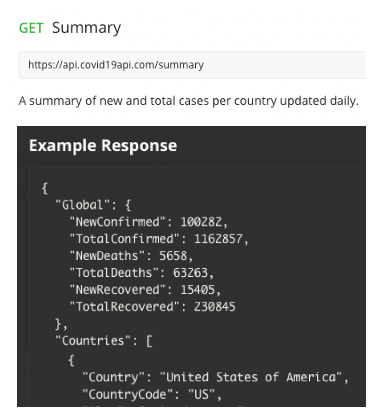 GET Summary
https://api.covid19api.com/summary
A summary of new and total cases per country updated daily.
Example Response
{
"Global": {
"NewConfirmed": 100282,
"TotalConfirmed": 1162857,
"NewDeaths": 5658,
"TotalDeaths": 63263,
"NewRecovered": 15405,
"TotalRecovered": 230845
},
"Countries": [
{
"Country": "United States of America",
"CountryCode": "US",